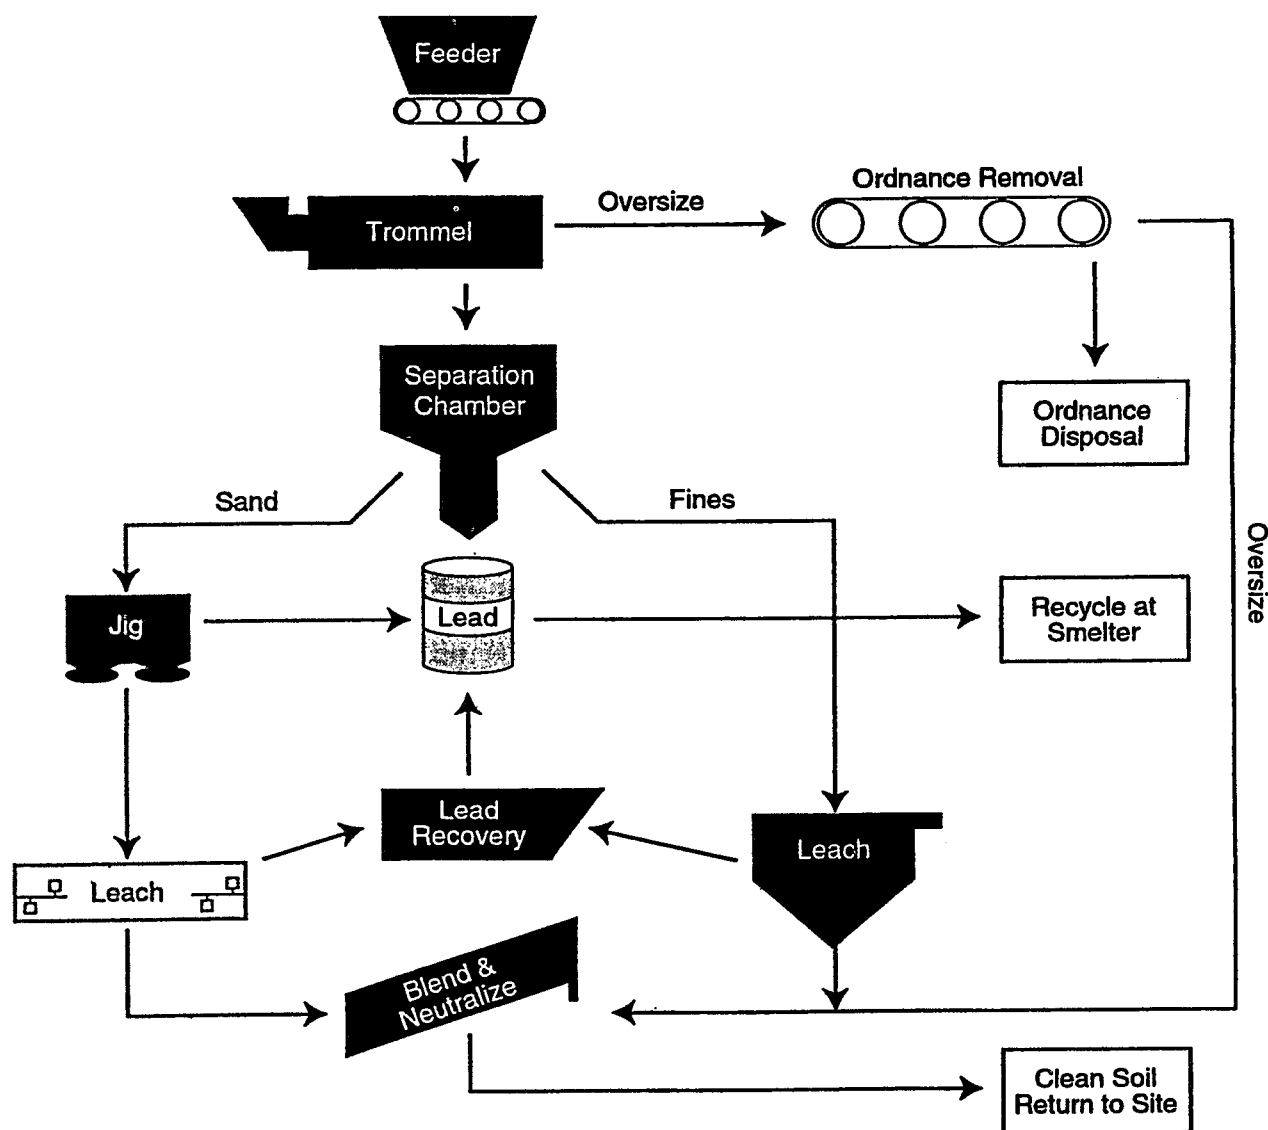 Feeder
Ordnance Removal
Oversize
Trommel
Separation
Chamber
Ordnance
Disposal
Sand
Fines
Oversize
Recycle at
Smelter
Jig
Lead
Lead
Recovery
Leach
Leach
Blend &
Neutralize
Clean Soil
Return to Site